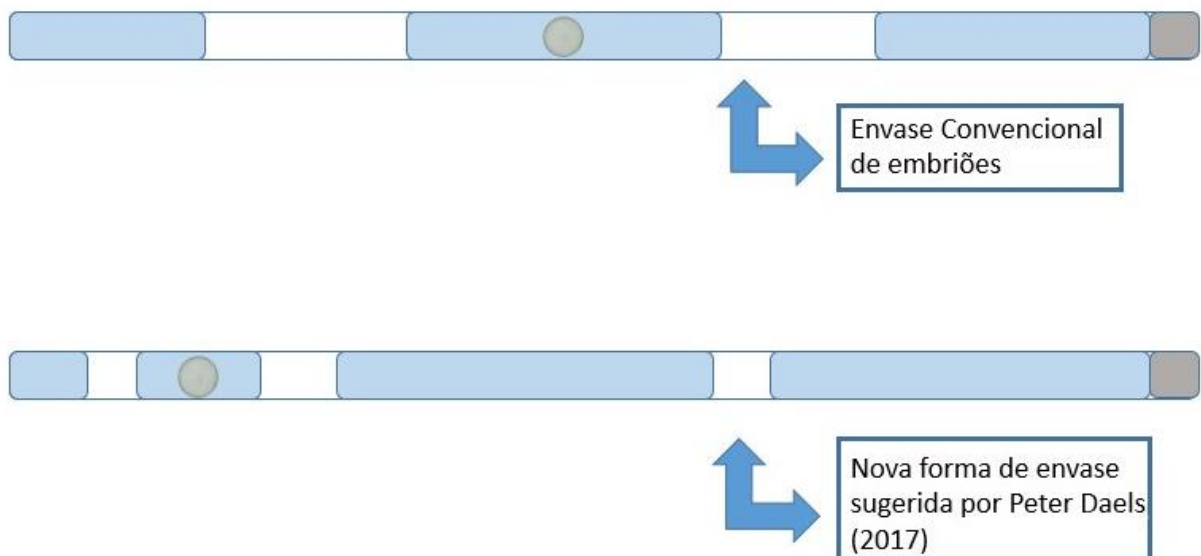 Envase Convencional
de embriões
Nova forma de envase
sugerida por Peter Daels
(2017)